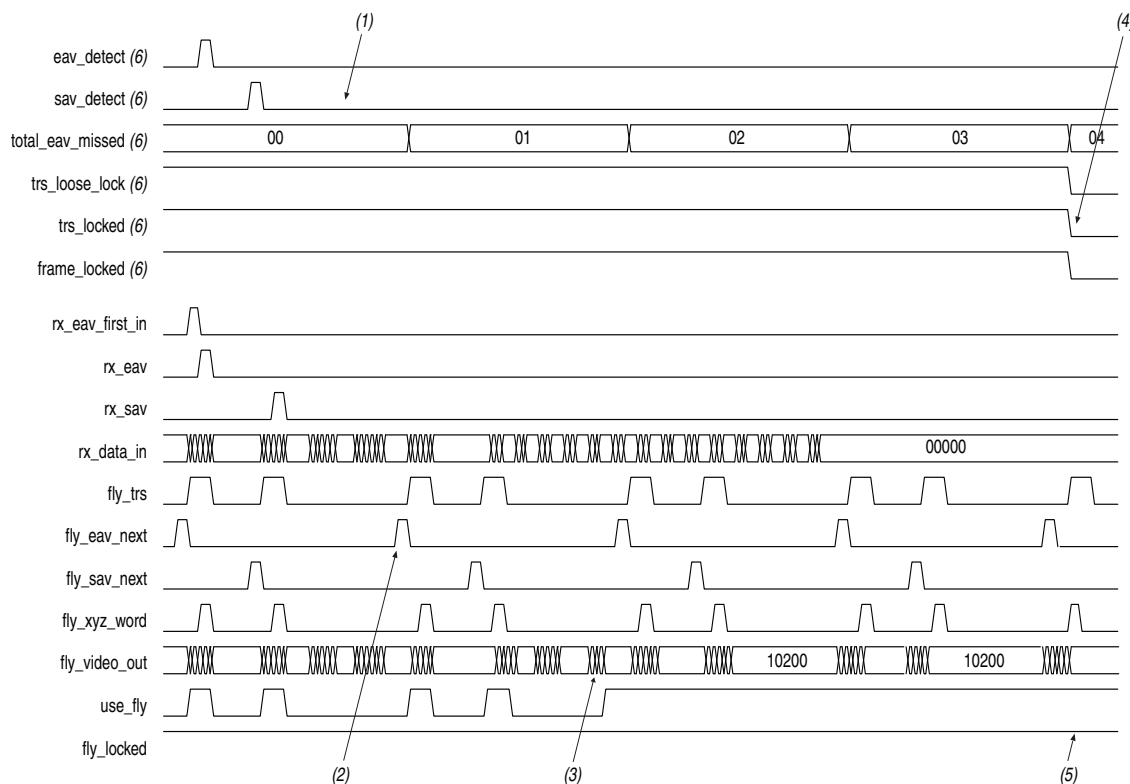 (1)
(4)
eav_detect (6)
sav_detect (6)
total_eav_missed (6) 00 01 02 03 04
trs_loose_lock (6)
trs_locked (6)
frame_locked (6)
rx_eav_first_in
rx_eav
rx_sav
rx_data_in 00000
fly_trs
fly_eav_next
fly_sav_next
fly_xyz_word
fly_video_out 10200 10200
use_fly
fly_locked
(2) (3) (5)